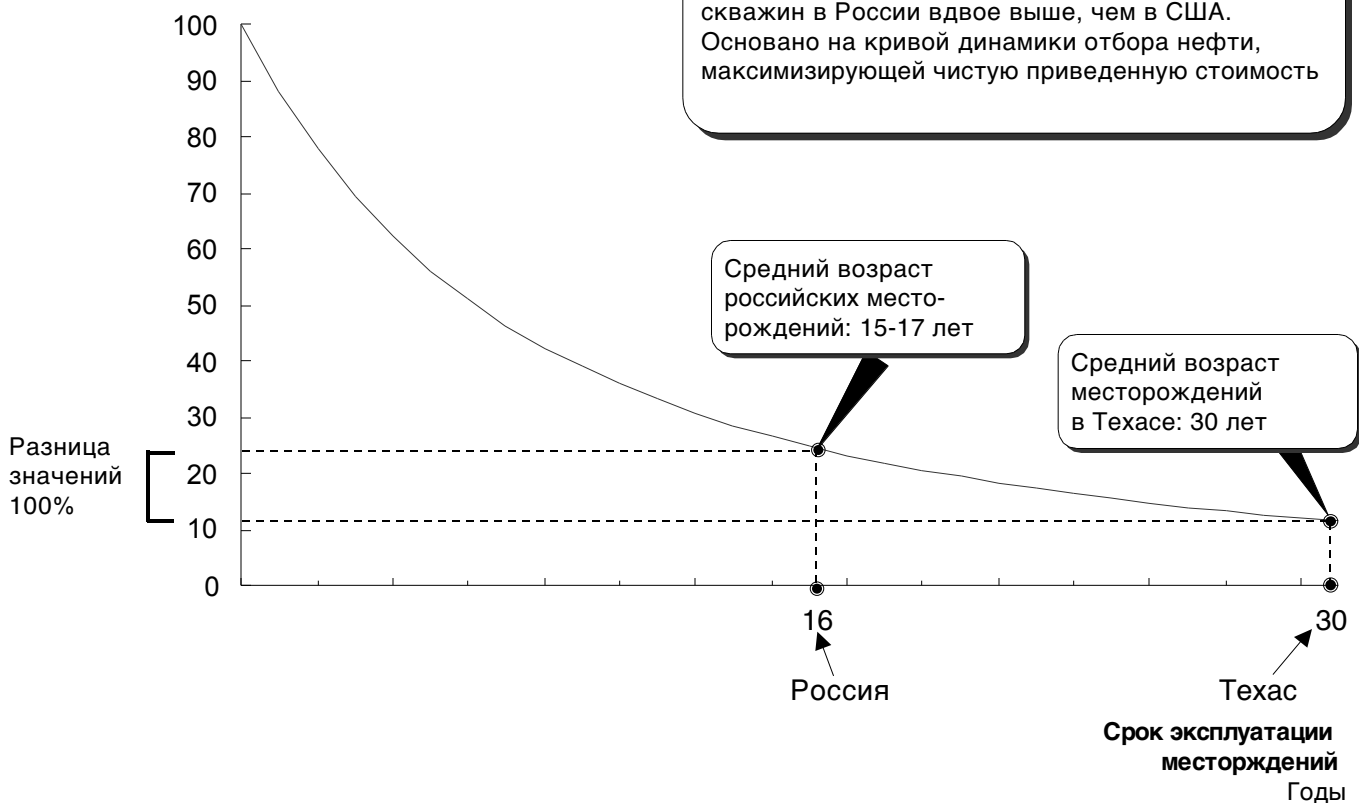 скважин в России вдвое выше, чем в США.
Основано на кривой динамики отбора нефти,
максимизирующей чистую приведенную стоимость
100
90
80
70
60
50
40
30
20
10
0
Средний возраст
российских место-
рождений: 15-17 лет
Средний возраст
месторождений
в Техасе: 30 лет
Разница
значений
100%
16
30
Россия
Техас
Срок эксплуатации
месторждений
Годы